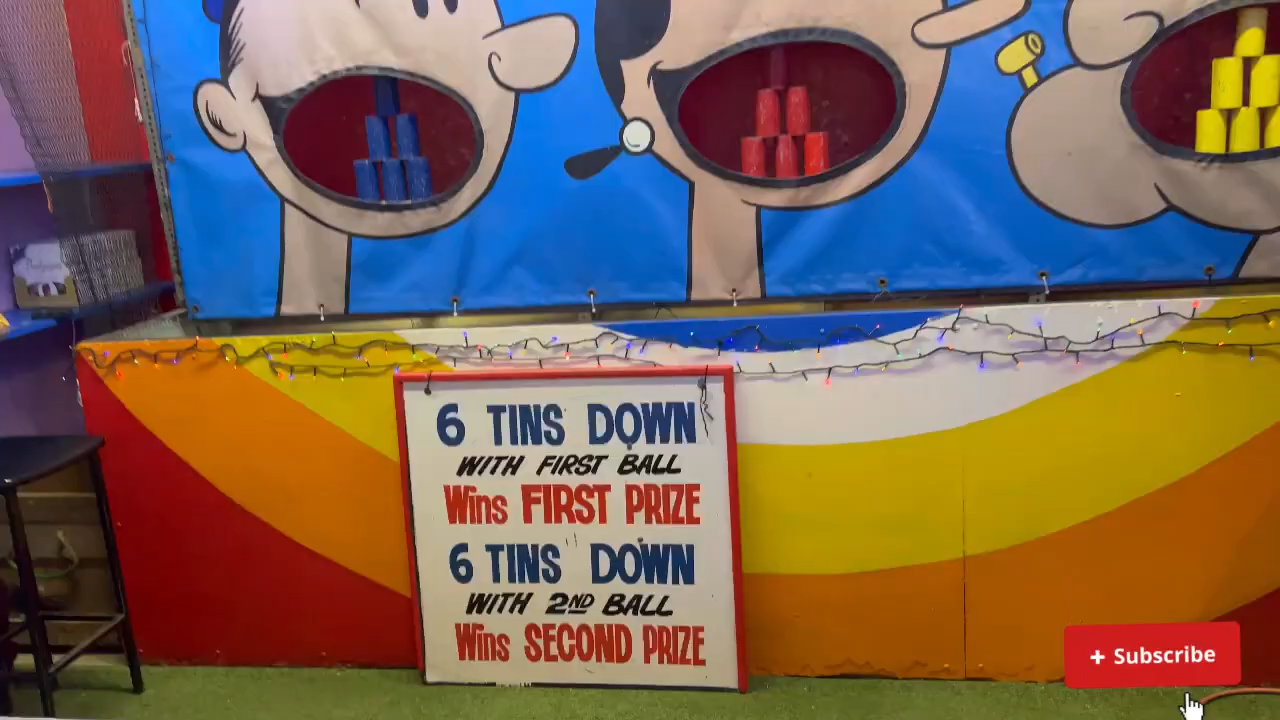 6 TINS DOWN
WITH FIRST BALL
Wins FIRST PRIZE
6 TINS DOWN
WITH 2ND BALL
Wins SECOND PRIZE
+ Subscribe